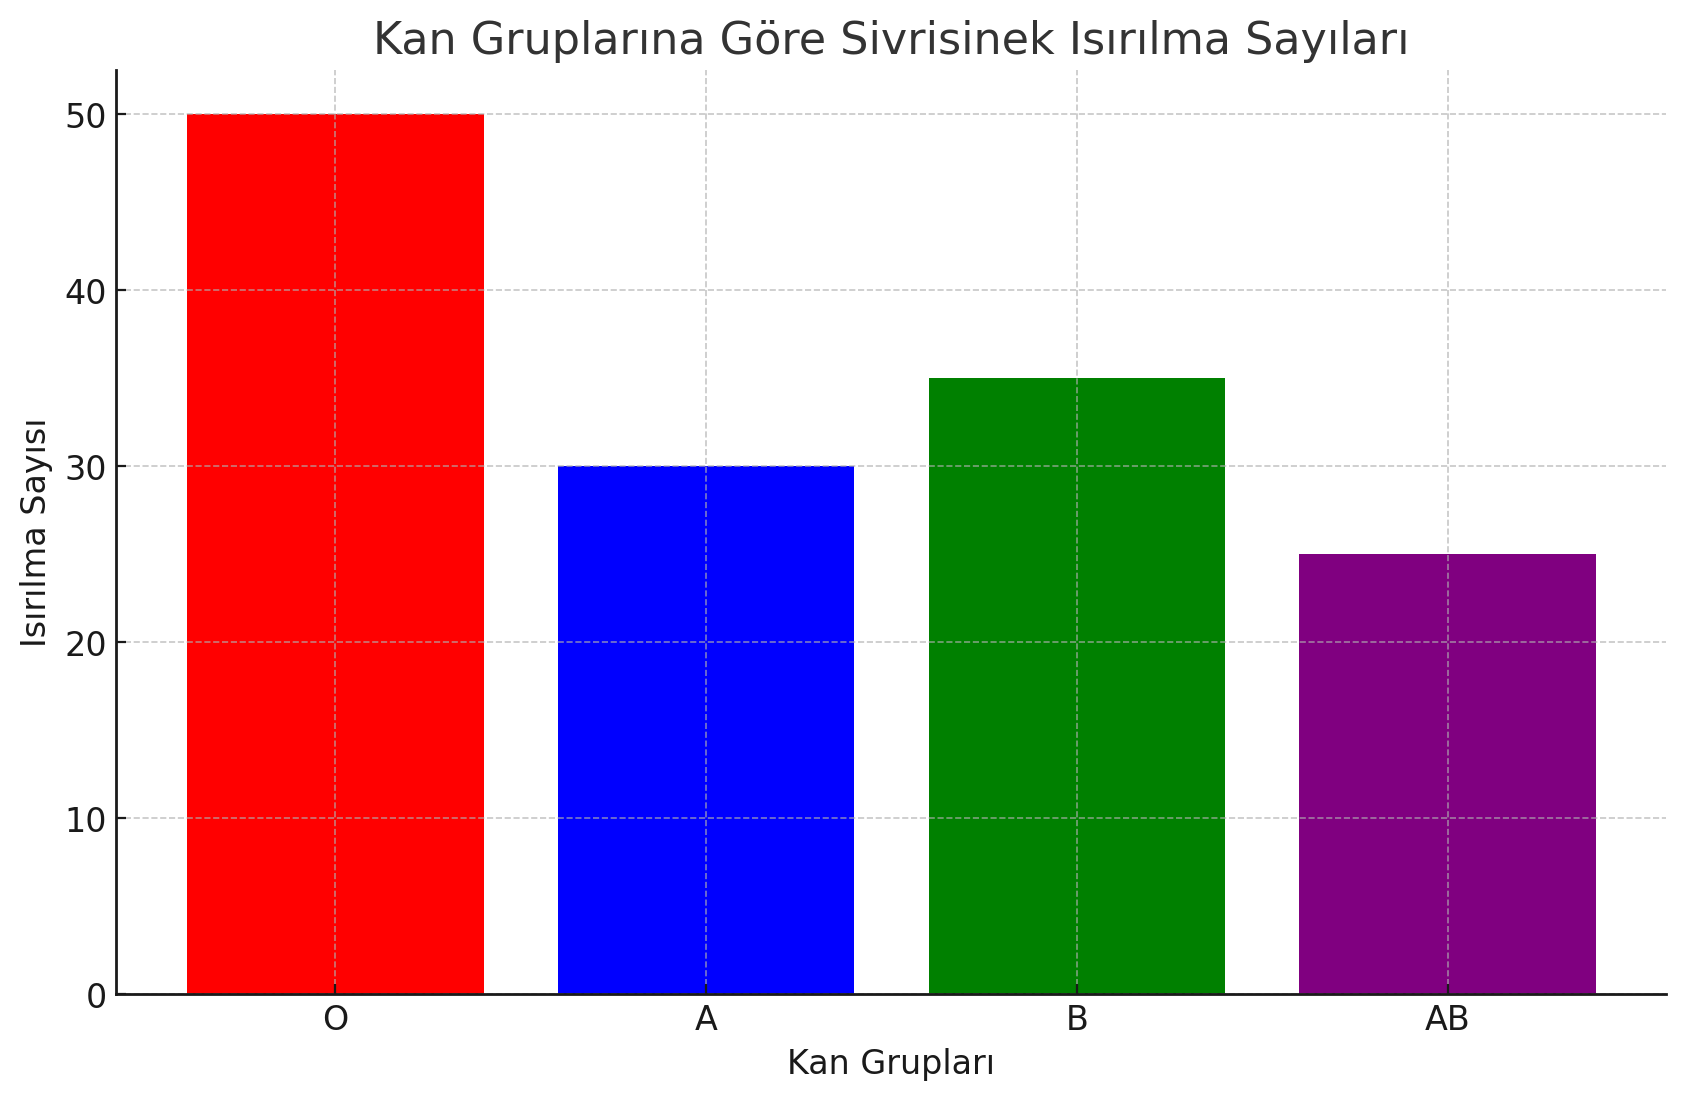 Kan Gruplarına Göre Sivrisinek Isırılma Sayıları
Isırılma Sayısı
50
40
30
20
10
0
O A B AB
Kan Grupları